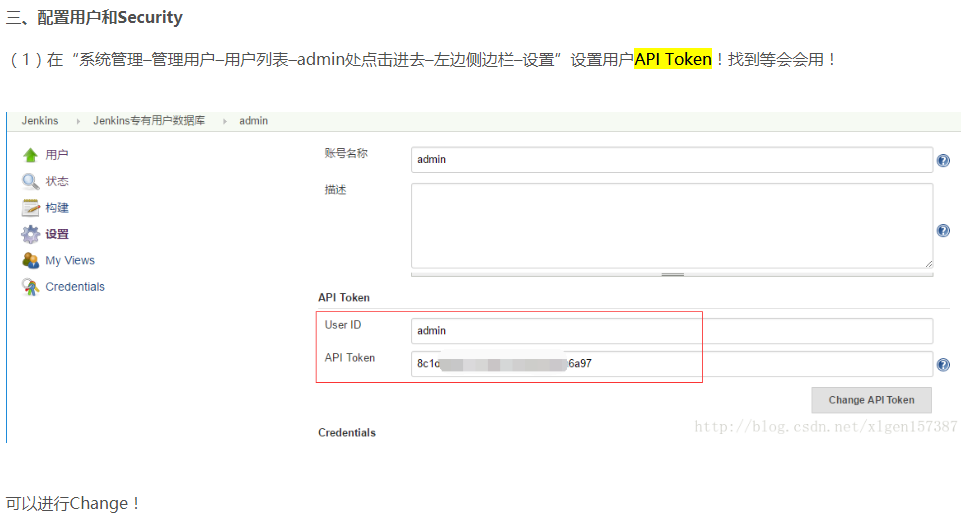 三、配置用户和Security
（1）在“系统管理–管理用户–用户列表–admin处点击进去–左边侧边栏–设置”设置用户API Token！找到等会会用！
Jenkins Jenkins专有用户数据库 admin
用户
状态
构建
设置
My Views
Credentials
账号名称 admin
描述
API Token
User ID admin
API Token 8c1d 6a97
Change API Token
http://blog.csdn.net/xlgen157387
Credentials
可以进行Change！